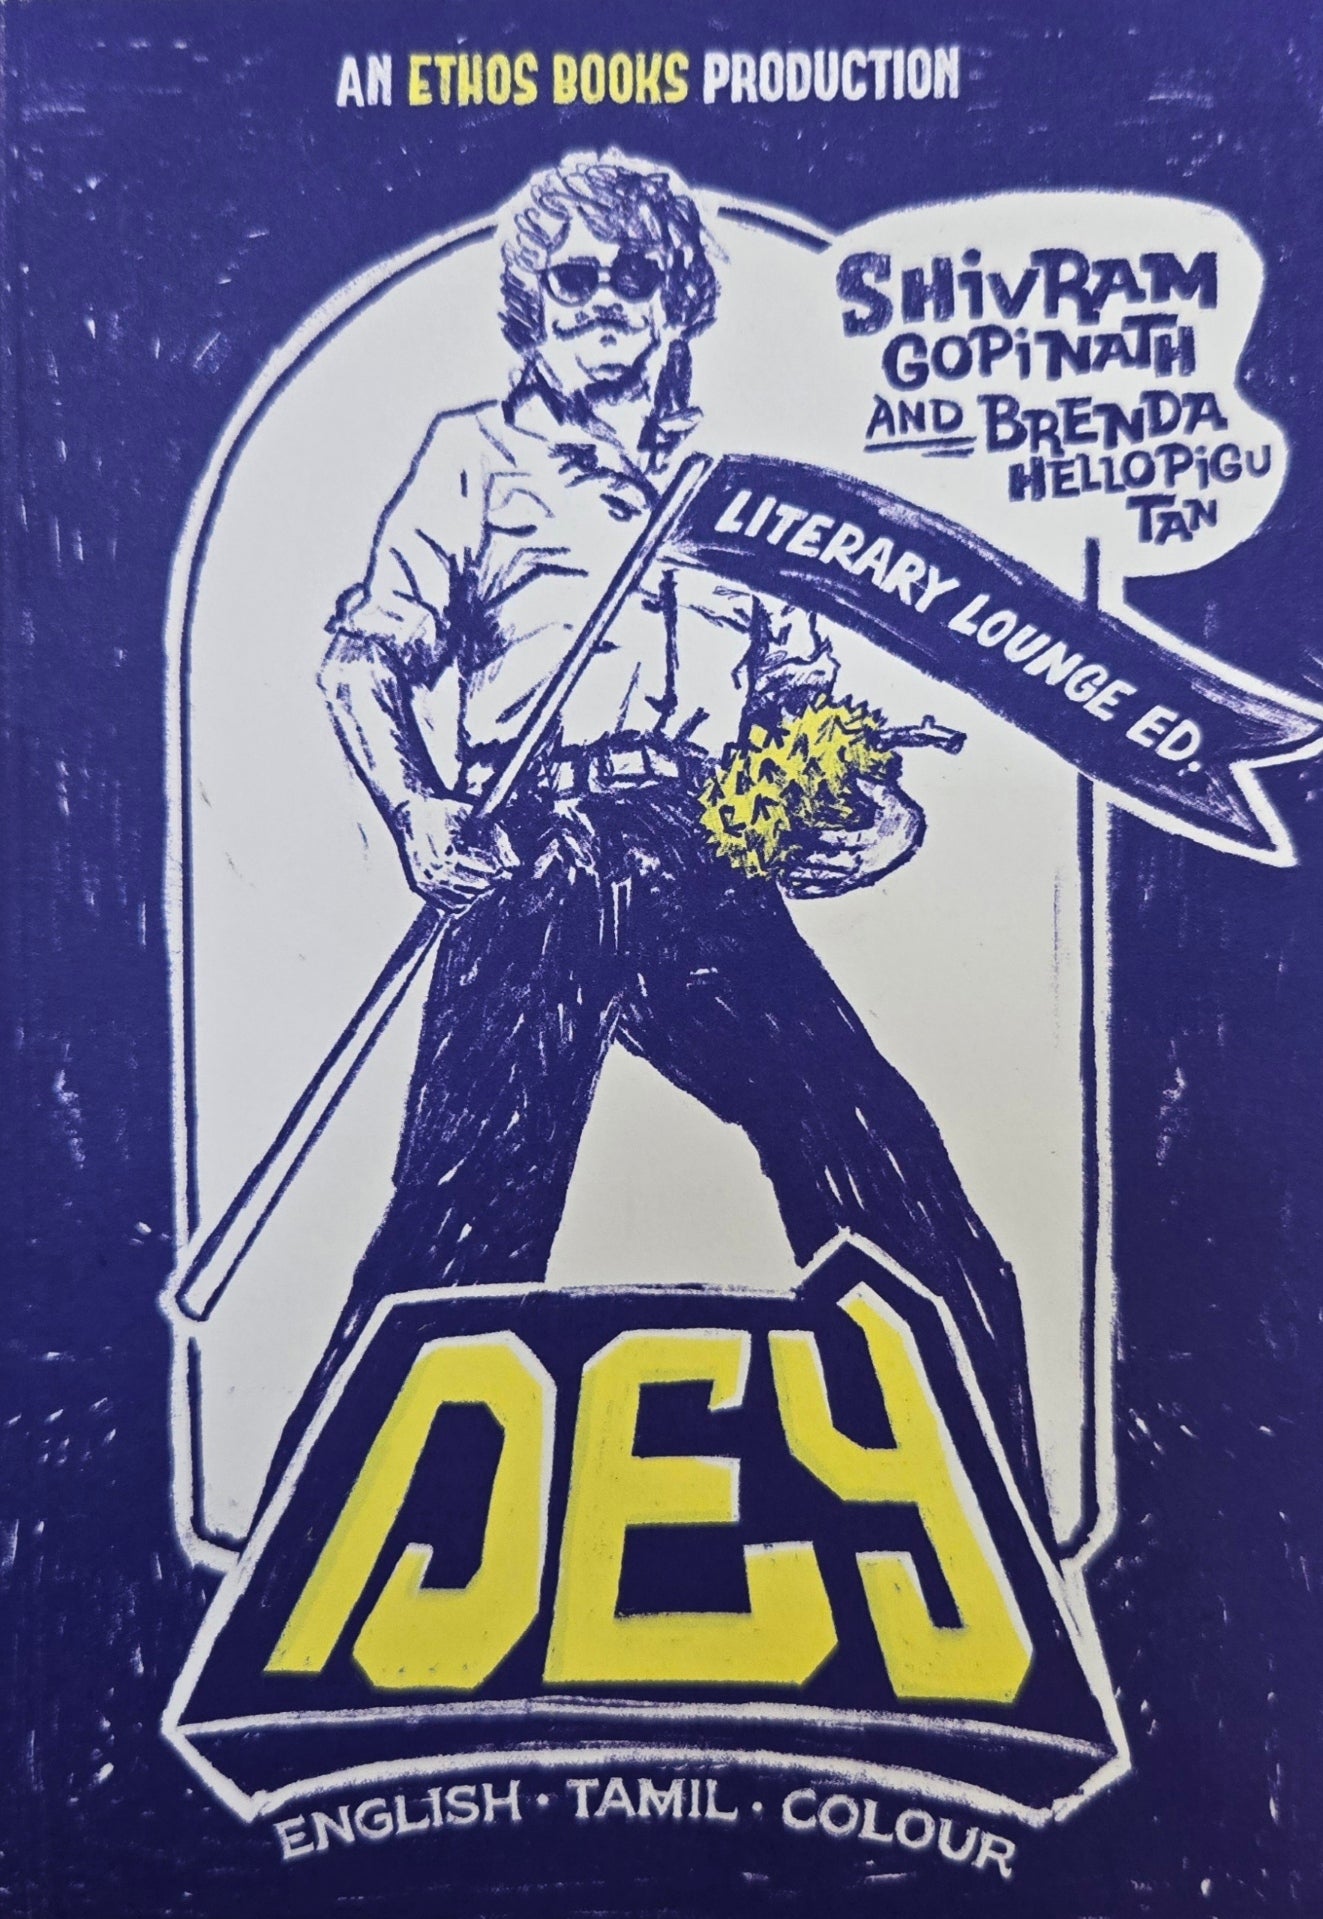 AN ETHOS BOOKS PRODUCTION
SHiVRAM
GOPiNATH
AND BRENDA
HELLOPiGU
TAN
LITERARY LOUNGE ED.
DEY
ENGLISH · TAMIL · COLOUR